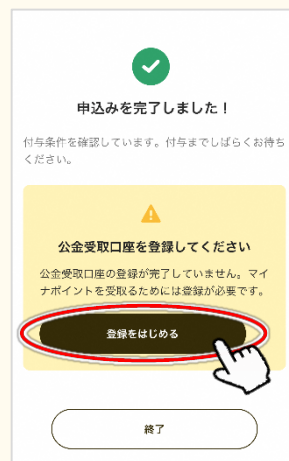 申込みを完了しました！
付与条件を確認しています。付与までしばらくお待ち
ください。
公金受取口座を登録してください
公金受取口座の登録が完了していません。マイ
ナポイントを受取るためには登録が必要です。
登録をはじめる
終了